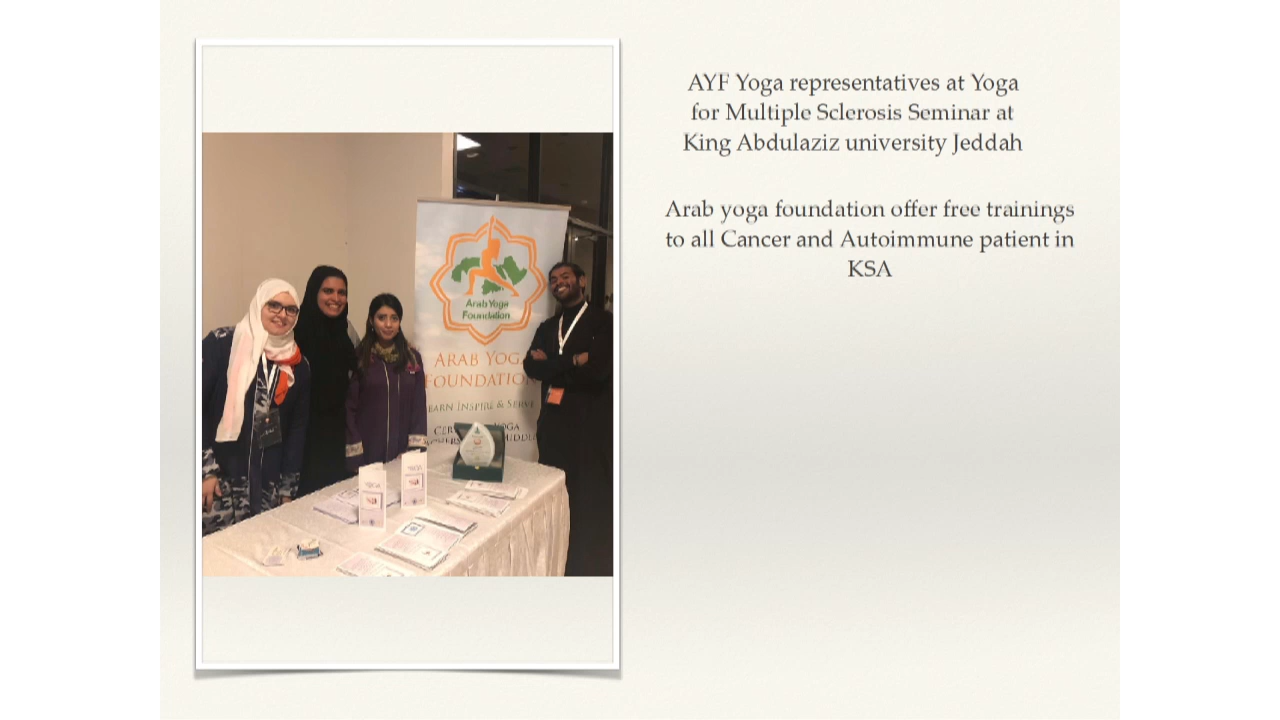 AYF Yoga representatives at Yoga
for Multiple Sclerosis Seminar at
King Abdulaziz university Jeddah
Arab yoga foundation offer free trainings
to all Cancer and Autoimmune patient in
KSA
Arab Yoga
Foundation
ARAB YOG
FOUNDATION
LEARN INSPIRE & SERVE